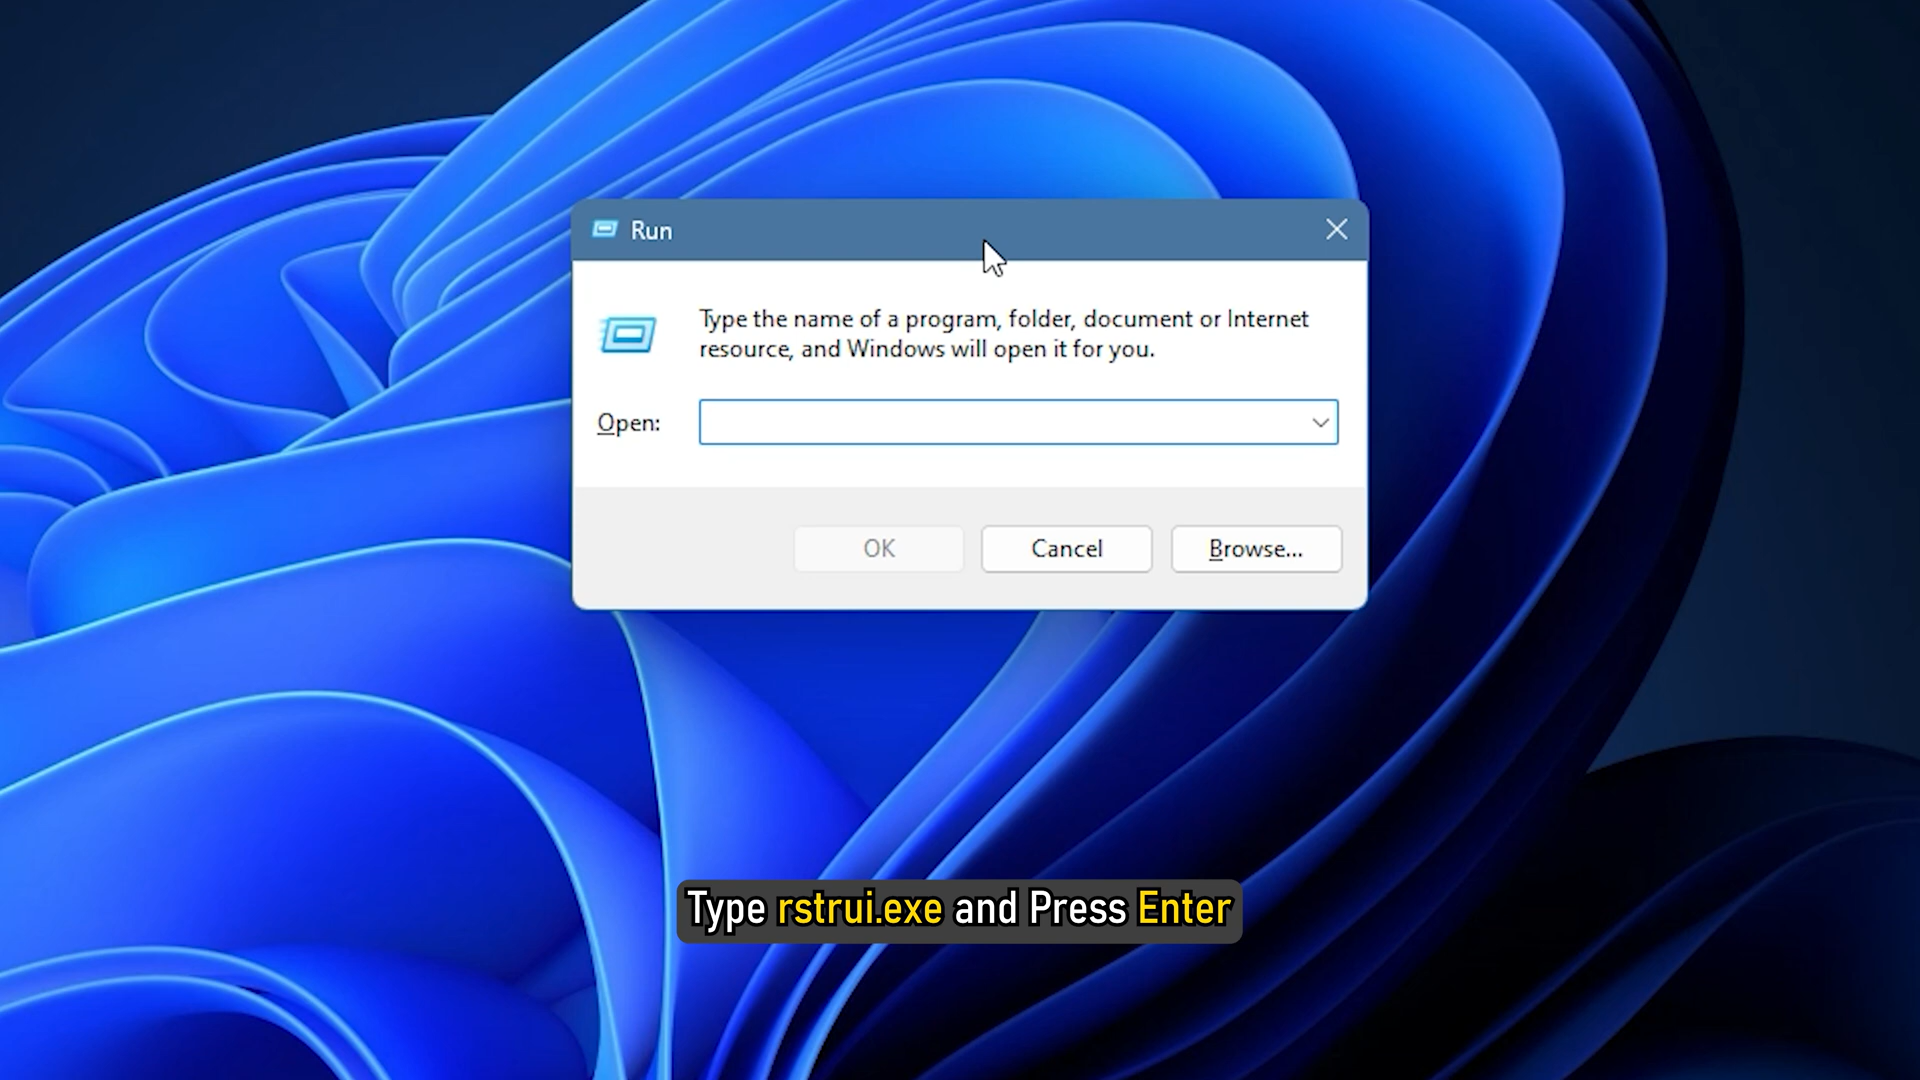 Run
Type the name of a program, folder, document or Internet
resource, and Windows will open it for you.
Open:
OK
Cancel
Browse...
Type rstrui.exe and Press Enter